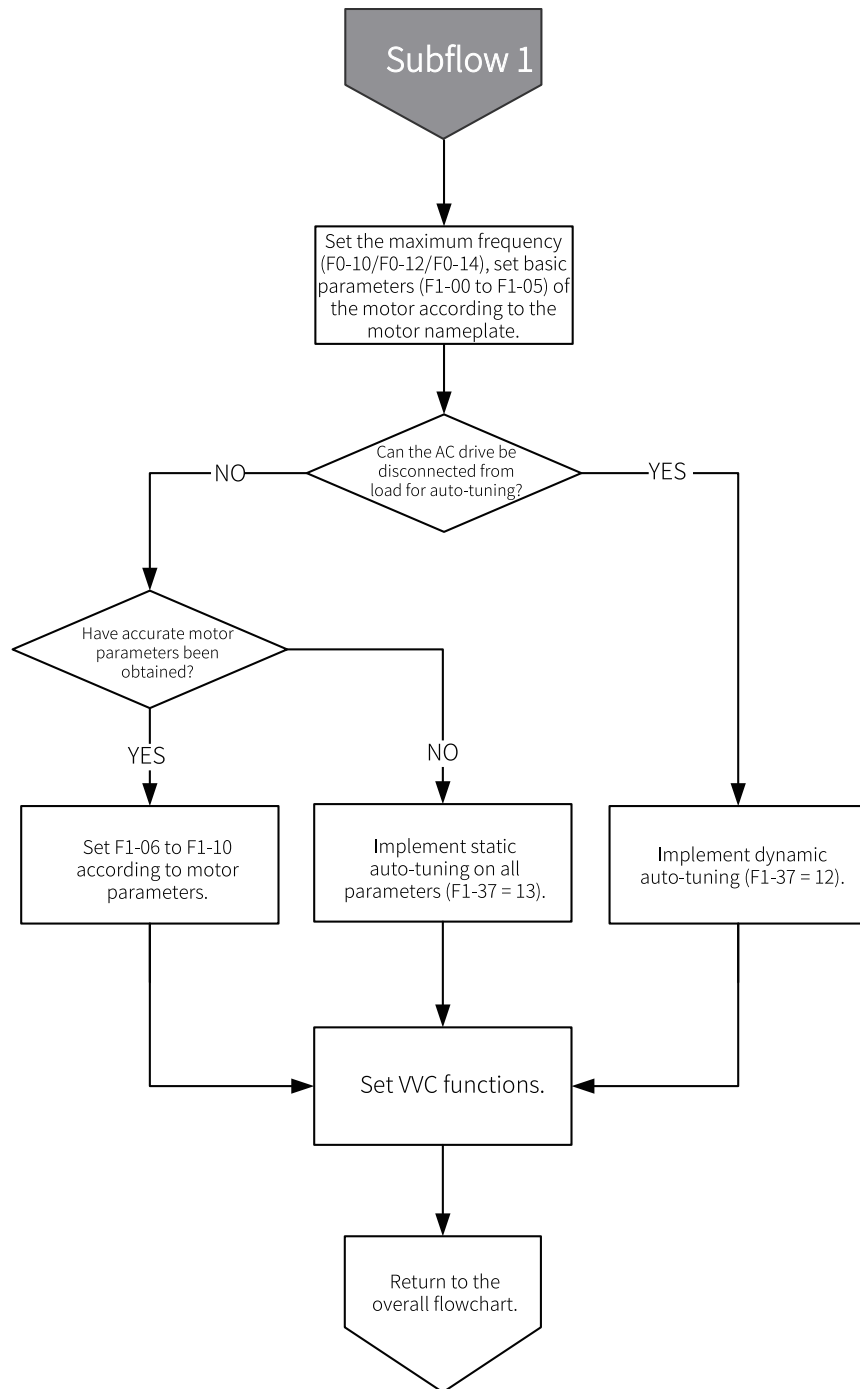 Subflow 1
Set the maximum frequency
(F0-10/F0-12/F0-14), set basic
parameters (F1-00 to F1-05) of
the motor according to the
motor nameplate.
Can the AC drive be
disconnected from
load for auto-tuning?
NO
YES
Have accurate motor
parameters been
obtained?
YES
NO
Set F1-06 to F1-10
according to motor
parameters.
Implement static
auto-tuning on all
parameters (F1-37 = 13).
Implement dynamic
auto-tuning (F1-37 = 12).
Set VVC functions.
Return to the
overall flowchart.